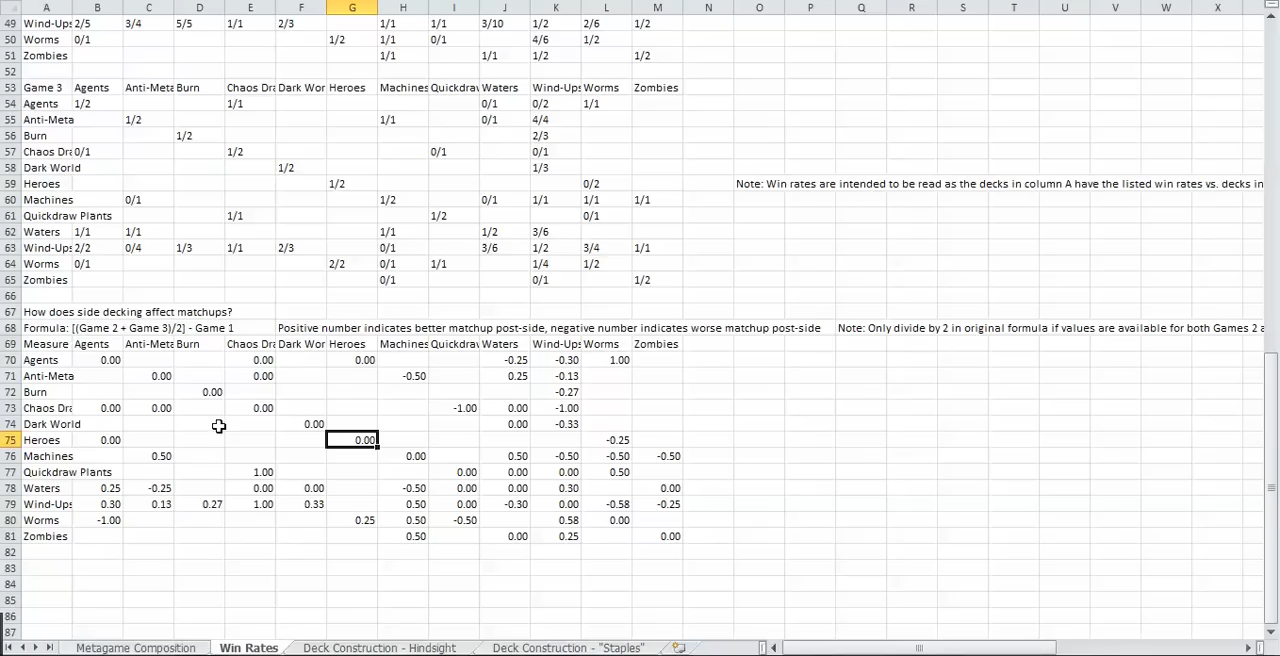 A B C D E F G H I J K L M N O P Q R S T U V W X
49 Wind-Ups 2/5 3/4 5/5 1/1 2/3 1/1 1/1 3/10 1/2 2/6 1/2
50 Worms 0/1 1/2 1/1 0/1 4/6 1/2
51 Zombies 1/1 1/1 1/2 1/2
52
53 Game 3 Agents Anti-Meta Burn Chaos Dra Dark Wor Heroes Machines Quickdrav Waters Wind-Ups Worms Zombies
54 Agents 1/2 1/1 0/1 0/2 1/1
55 Anti-Meta 1/2 1/1 0/1 4/4
56 Burn 1/2 2/3
57 Chaos Dra 0/1 1/2 0/1 0/1
58 Dark World 1/2 1/3
59 Heroes 1/2 0/2 Note: Win rates are intended to be read as the decks in column A have the listed win rates vs. decks in
60 Machines 0/1 1/2 0/1 1/1 1/1 1/1
61 Quickdraw Plants 1/1 1/2 0/1
62 Waters 1/1 1/1 1/1 1/2 3/6
63 Wind-Ups 2/2 0/4 1/3 1/1 2/3 0/1 3/6 1/2 3/4 1/1
64 Worms 0/1 2/2 0/1 1/1 1/4 1/2
65 Zombies 0/1 0/1 1/2
66
67 How does side decking affect matchups?
68 Formula: [(Game 2 + Game 3)/2] - Game 1 Positive number indicates better matchup post-side, negative number indicates worse matchup post-side Note: Only divide by 2 in original formula if values are available for both Games 2 a
69 Measure Agents Anti-Meta Burn Chaos Dra Dark Wor Heroes Machines Quickdrav Waters Wind-Ups Worms Zombies
70 Agents 0.00 0.00 0.00 -0.25 -0.30 1.00
71 Anti-Meta 0.00 0.00 -0.50 0.25 -0.13
72 Burn 0.00 -0.27
73 Chaos Dra 0.00 0.00 0.00 -1.00 0.00 -1.00
74 Dark World 0.00 0.00 -0.33
75 Heroes 0.00 0.00 -0.25
76 Machines 0.50 0.00 0.50 -0.50 -0.50 -0.50
77 Quickdraw Plants 1.00 0.00 0.00 0.00 0.50
78 Waters 0.25 -0.25 0.00 0.00 -0.50 0.00 0.00 0.30 0.00
79 Wind-Ups 0.30 0.13 0.27 1.00 0.33 0.50 0.00 -0.30 0.00 -0.58 -0.25
80 Worms -1.00 0.25 0.50 -0.50 0.58 0.00
81 Zombies 0.50 0.00 0.25 0.00
82
83
84
85
86
87
Metagame Composition Win Rates Deck Construction - Hindsight Deck Construction - "Staples"